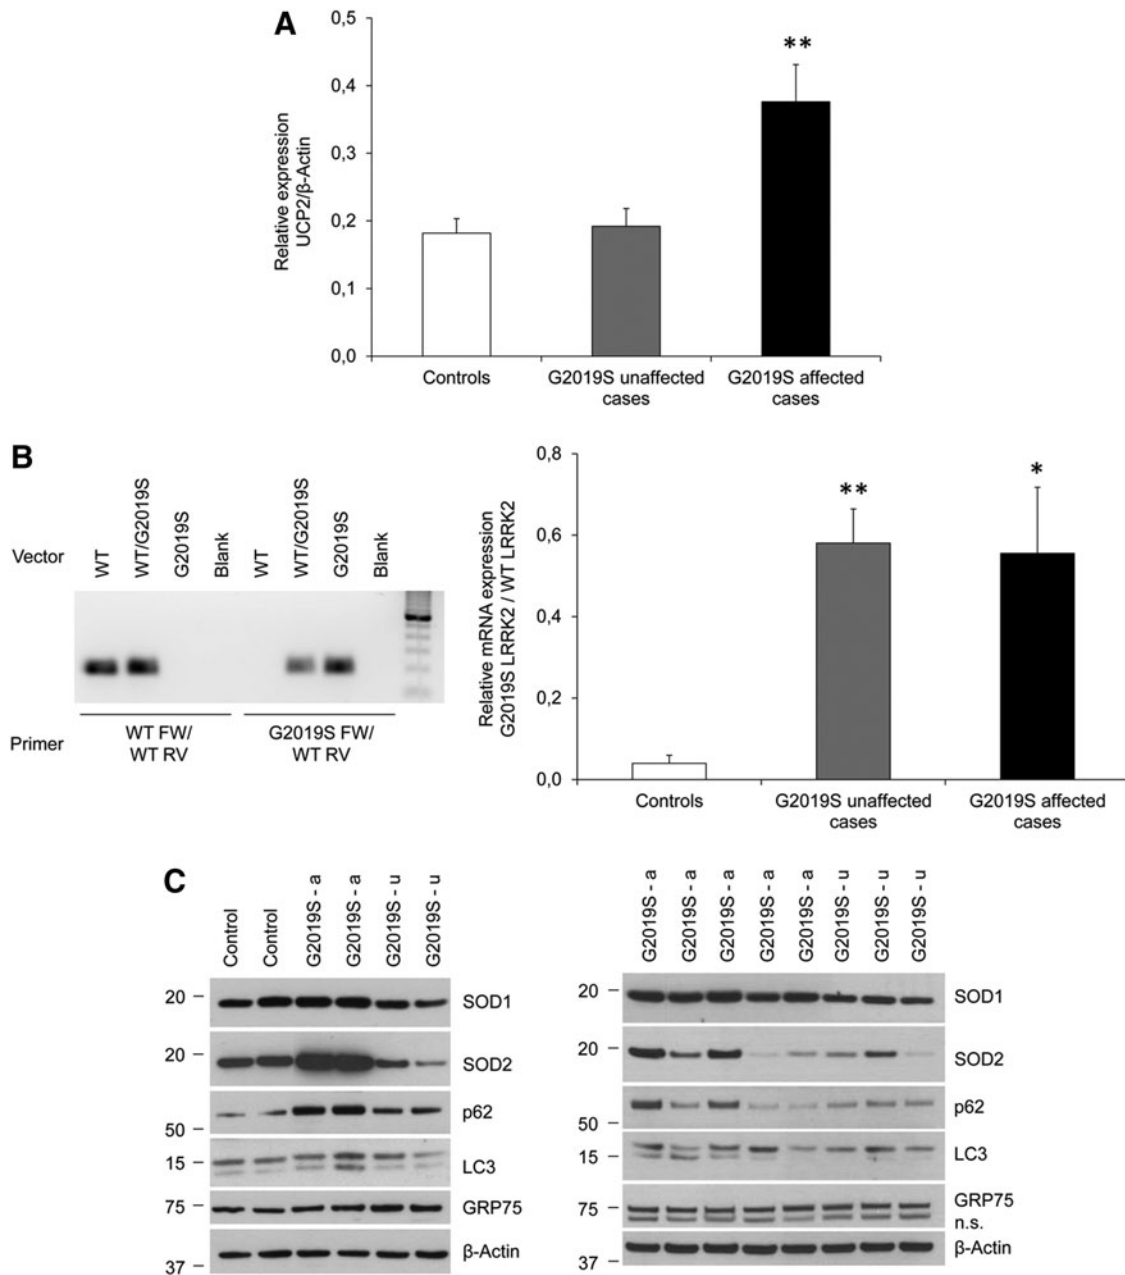 A
0,5
0,4
0,3
0,2
0,1
0,0
Relative expression
UCP2/β-Actin
**
Controls
G2019S unaffected
cases
G2019S affected
cases
B
Vector
WT
WT/G2019S
G2019S
Blank
WT
WT/G2019S
G2019S
Blank
Primer
WT FW/
WT RV
G2019S FW/
WT RV
0,8
0,6
0,4
0,2
0,0
Relative mRNA expression
G2019S LRRK2 / WT LRRK2
**
*
Controls
G2019S unaffected
cases
G2019S affected
cases
C
Control
Control
G2019S - a
G2019S - a
G2019S - u
G2019S - u
20
SOD1
20
SOD2
p62
50
15
LC3
75
GRP75
β-Actin
37
G2019S - a
G2019S - a
G2019S - a
G2019S - a
G2019S - a
G2019S - u
G2019S - u
G2019S - u
20
SOD1
20
SOD2
p62
50
15
LC3
75
GRP75
n.s.
β-Actin
37